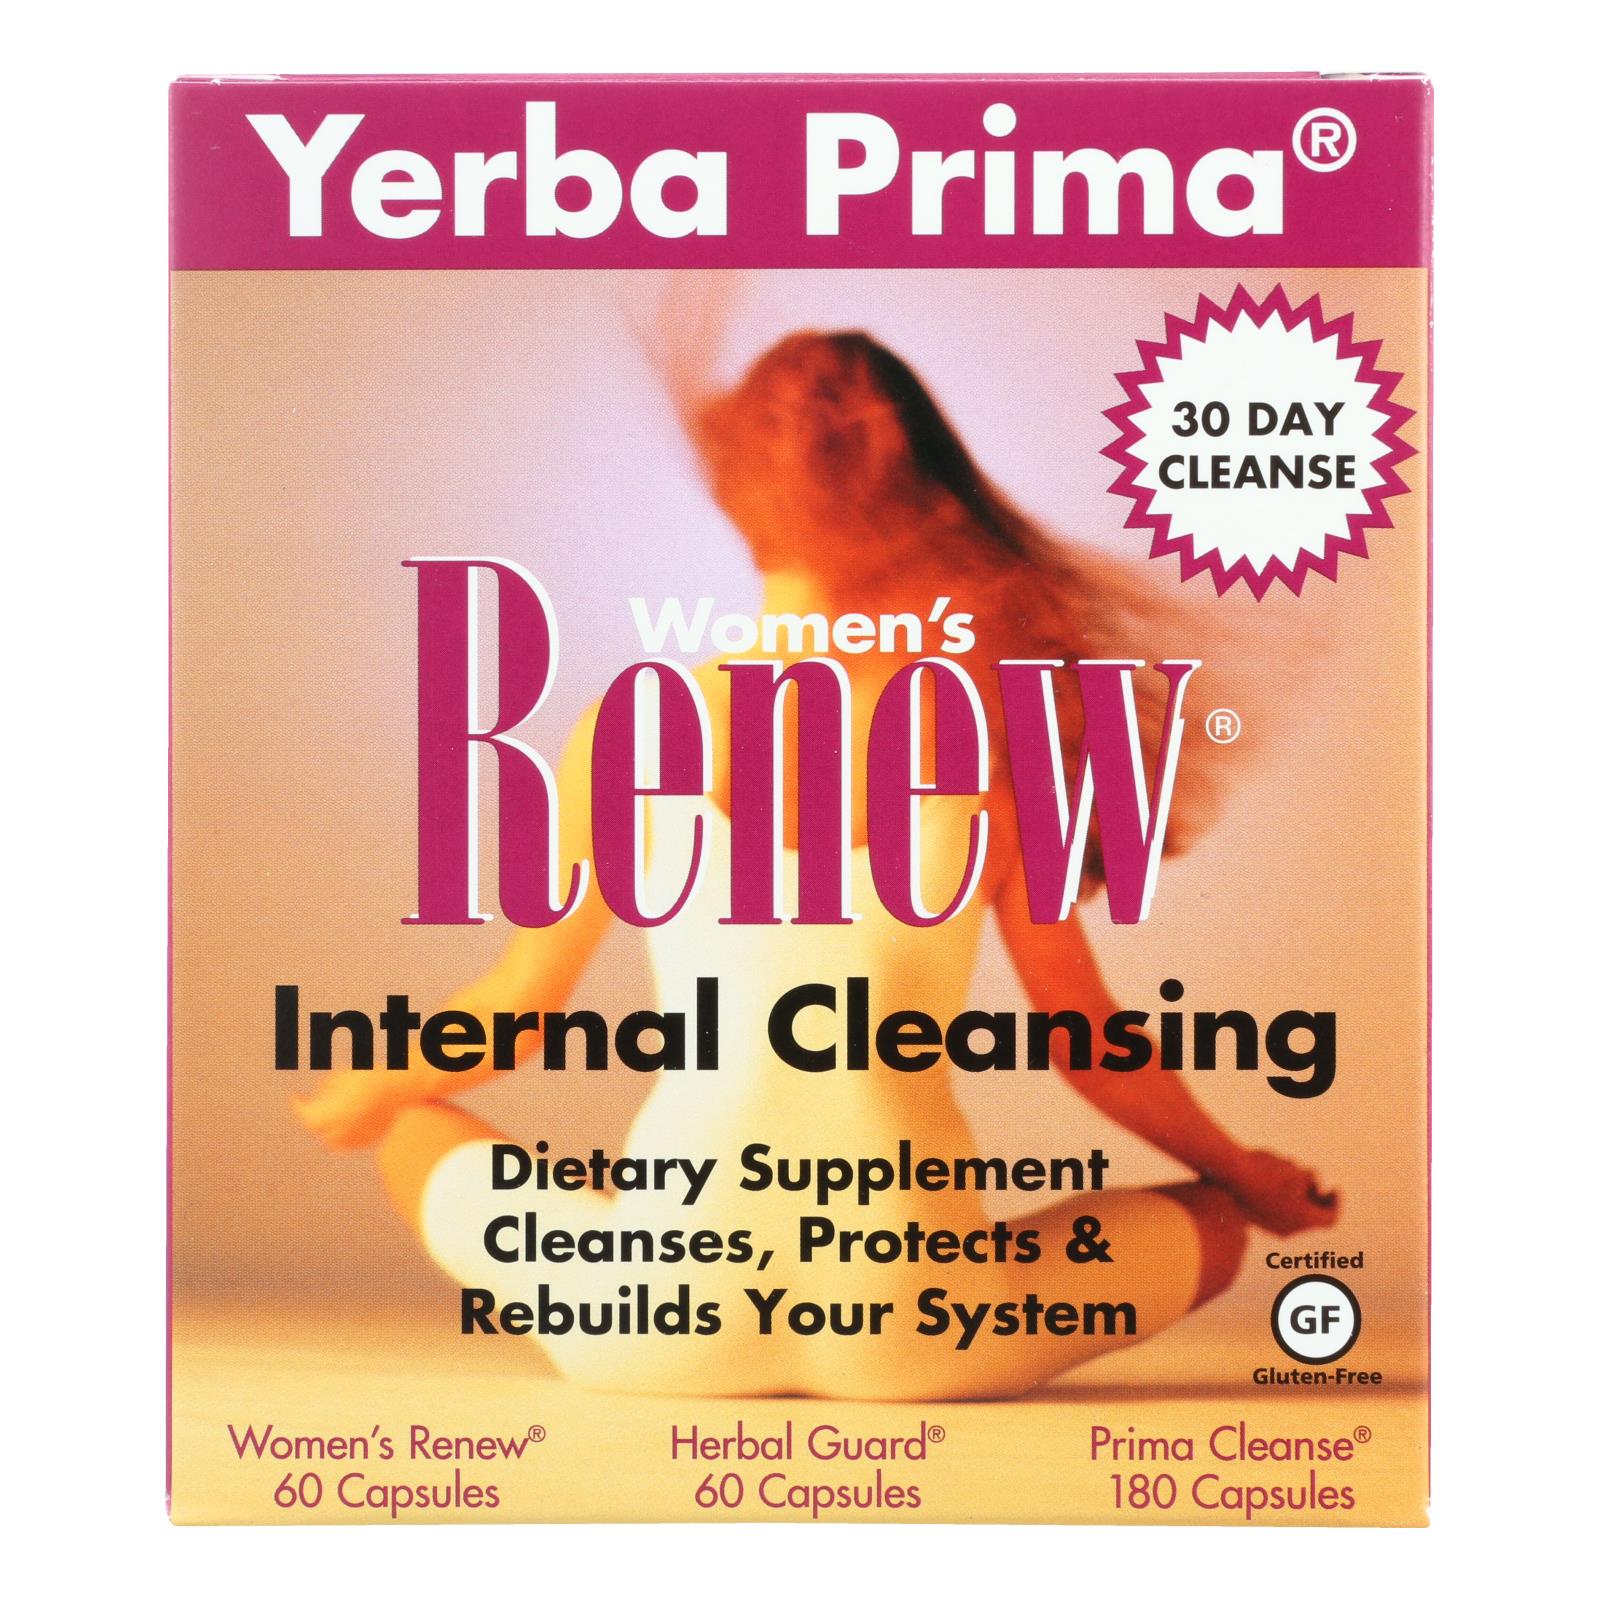 Yerba Prima®
30 DAY
CLEANSE
Women's
Renew®
Internal Cleansing
Dietary Supplement
Cleanses, Protects &
Rebuilds Your System
Certified
GF
Gluten-Free
Women's Renew®
60 Capsules
Herbal Guard®
60 Capsules
Prima Cleanse®
180 Capsules